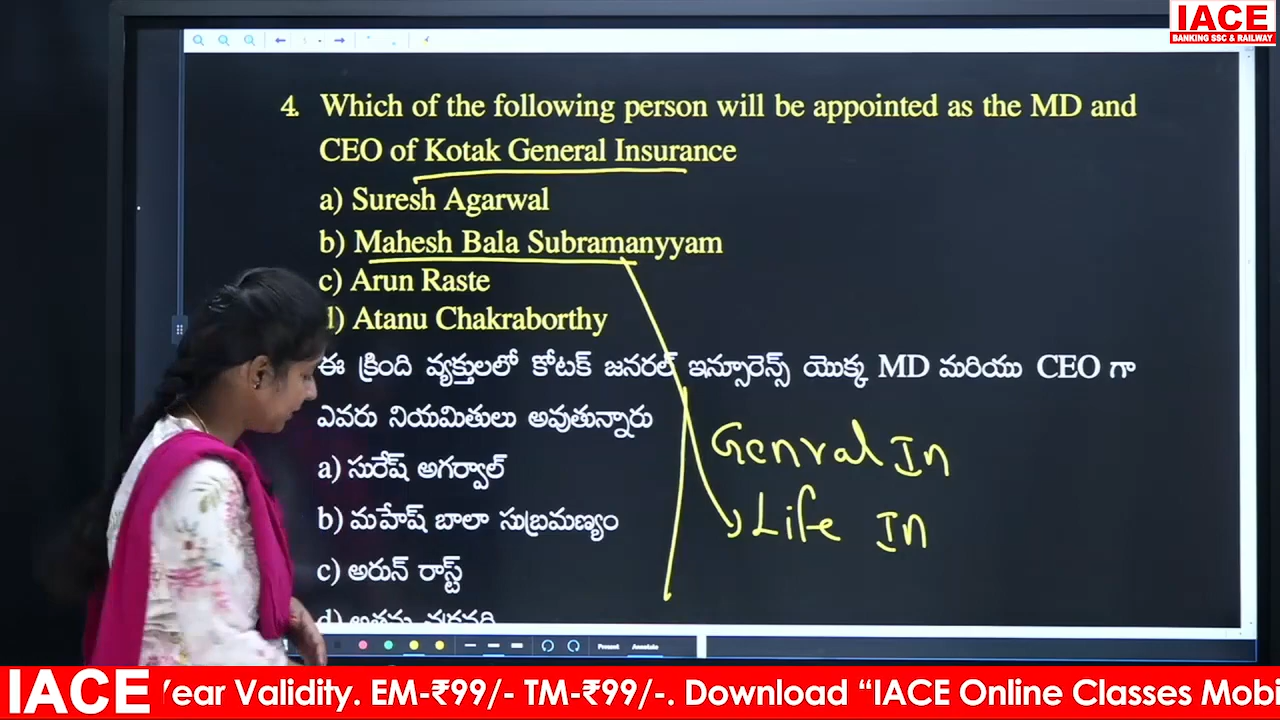 IACE
BANKING SSC & RAILWAY
4. Which of the following person will be appointed as the MD and
CEO of Kotak General Insurance
a) Suresh Agarwal
b) Mahesh Bala Subramanyyam
c) Arun Raste
d) Atanu Chakraborthy
ఈ క్రింది వ్యక్తులలో కోటక్ జనరల్ ఇన్సూరెన్స్ యొక్క MD మరియు CEO గా
ఎవరు నియమితులు అవుతున్నారు
a) సురేష్ అగర్వాల్
b) మహేష్ బాలా సుబ్రమణ్యం
c) అరున్ రాస్ట్
Genral In
Life In
Present Annotate
IACE Year Validity. EM-₹99/- TM-₹99/-. Download “IACE Online Classes Mobi